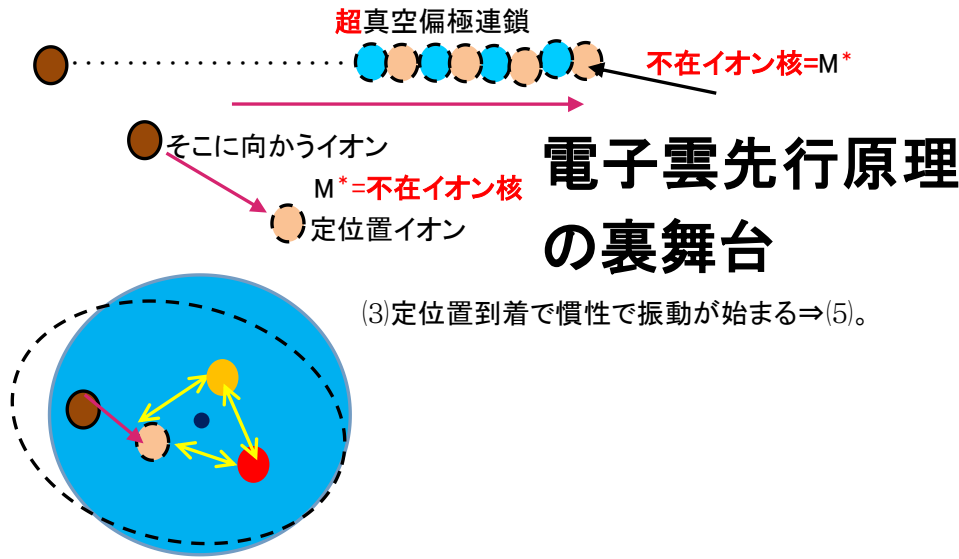 超真空偏極連鎖
不在イオン核=M*
そこに向かうイオン
電子雲先行原理
M*=不在イオン核
定位置イオン
の裏舞台
⑶定位置到着で慣性で振動が始まる⇒⑸。